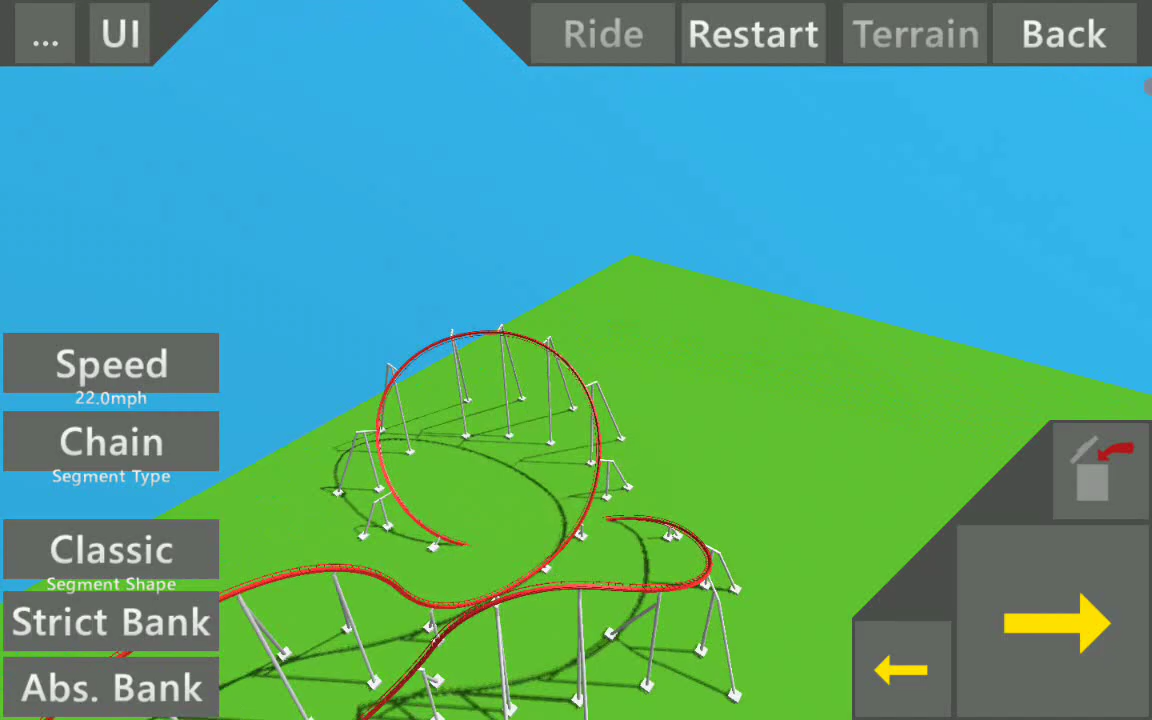 ...
UI
Ride
Restart
Terrain
Back
Speed
22.0mph
Chain
Segment Type
Classic
Segment Shape
Strict Bank
Abs. Bank